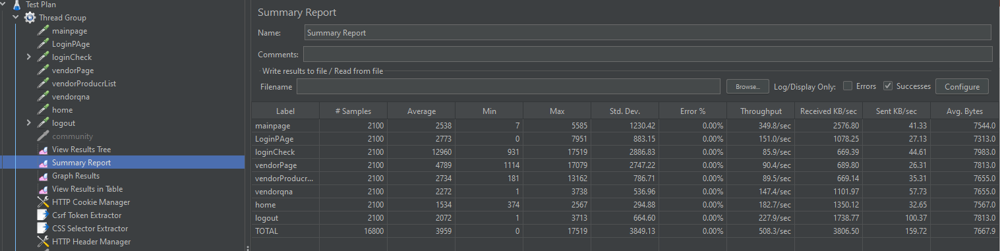 Test Plan
Thread Group
mainpage
LoginPAge
loginCheck
vendorPage
vendorProducrList
vendorqna
home
logout
community
View Results Tree
Summary Report
Graph Results
View Results in Table
HTTP Cookie Manager
Csrf Token Extractor
CSS Selector Extractor
HTTP Header Manager
Summary Report
Name: Summary Report
Comments:
Write results to file / Read from file
Filename Browse... Log/Display Only: Errors Successes Configure
Label # Samples Average Min Max Std. Dev. Error % Throughput Received KB/sec Sent KB/sec Avg. Bytes
mainpage 2100 2538 7 5585 1230.42 0.00% 349.8/sec 2576.80 41.33 7544.0
LoginPAge 2100 2773 0 7951 883.15 0.00% 151.0/sec 1078.25 27.13 7313.0
loginCheck 2100 12960 931 17519 2886.83 0.00% 85.9/sec 669.39 44.61 7983.0
vendorPage 2100 4789 1114 17079 2747.22 0.00% 90.4/sec 689.80 26.31 7813.0
vendorProducr... 2100 2734 181 13162 786.71 0.00% 89.5/sec 669.14 35.31 7655.0
vendorqna 2100 2272 1 3738 536.96 0.00% 147.4/sec 1101.97 57.73 7655.0
home 2100 1534 374 2567 294.88 0.00% 182.7/sec 1350.12 32.65 7567.0
logout 2100 2072 1 3713 664.60 0.00% 227.9/sec 1738.77 100.37 7813.0
TOTAL 16800 3959 0 17519 3849.13 0.00% 508.3/sec 3806.50 159.72 7667.9